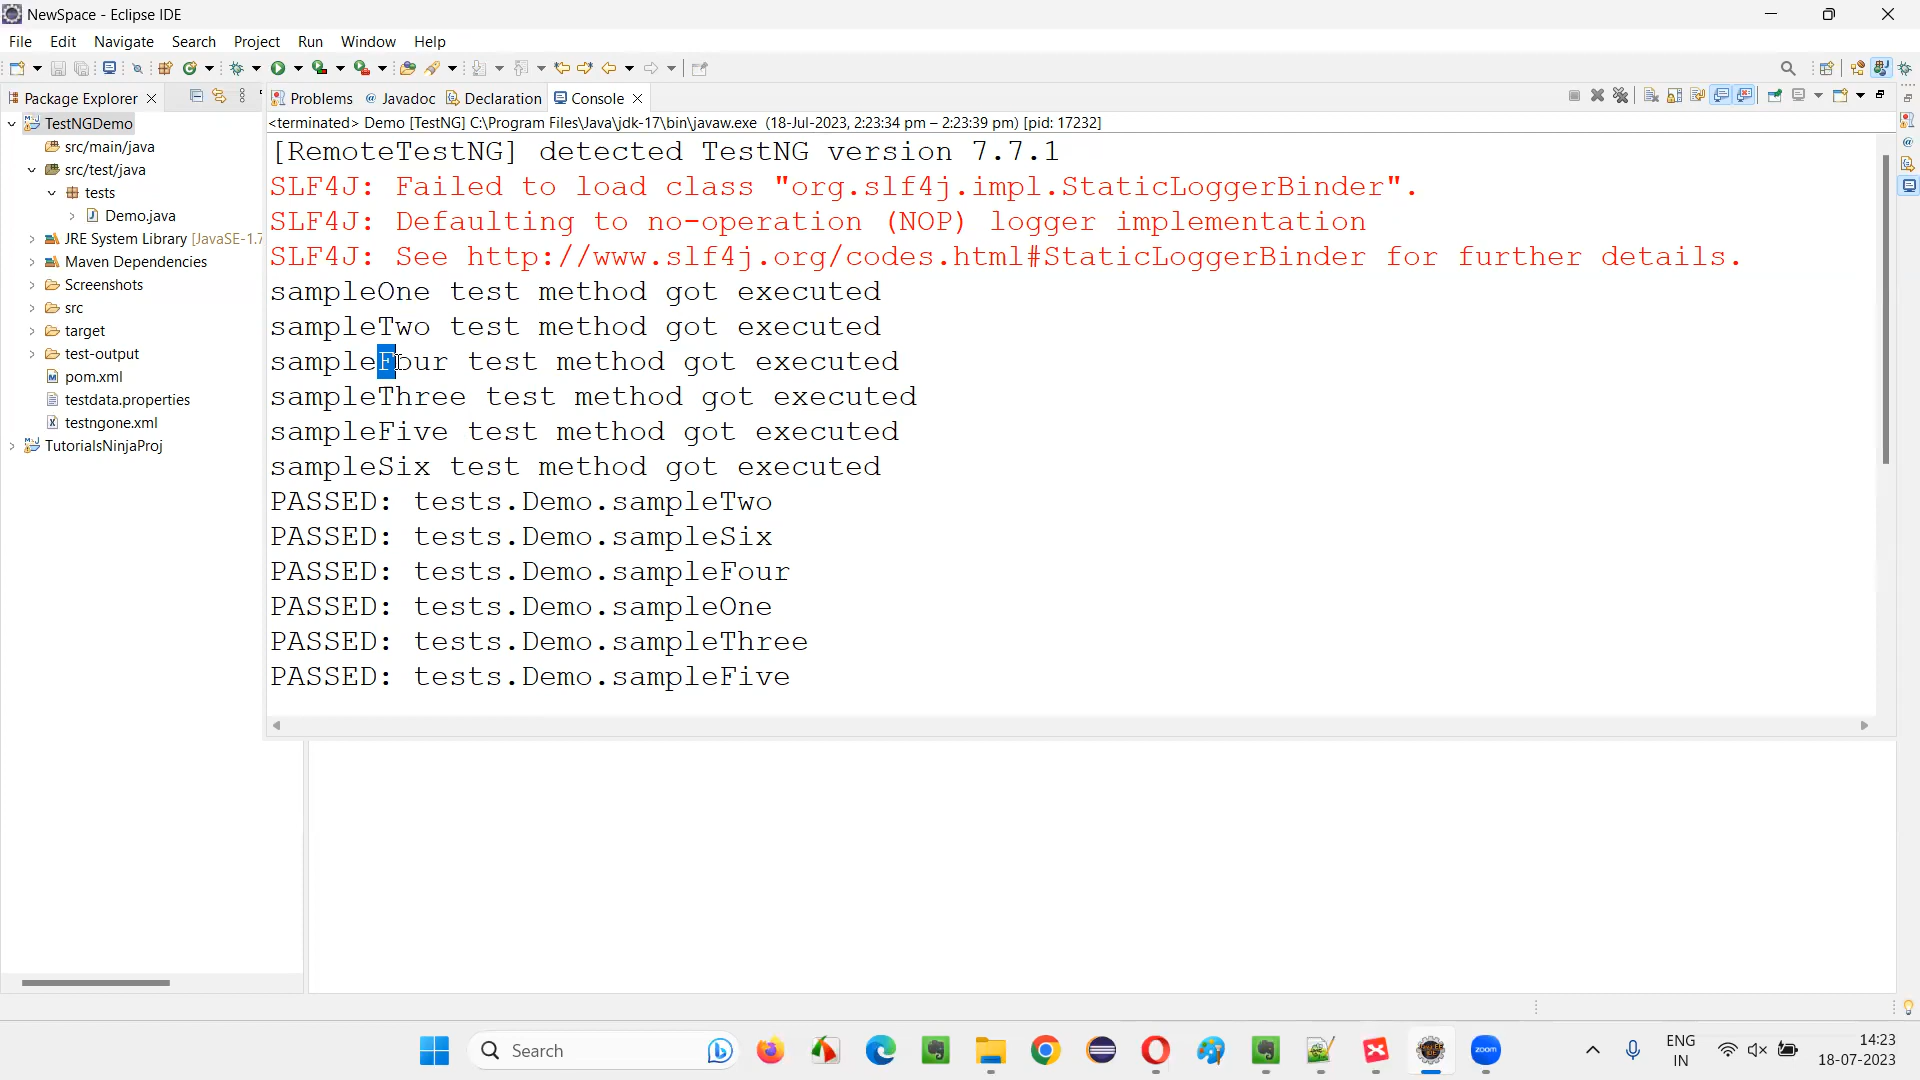 NewSpace - Eclipse IDE
File Edit Navigate Search Project Run Window Help
Package Explorer
Problems @ Javadoc Declaration Console
<terminated> Demo [TestNG] C:\Program Files\Java\jdk-17\bin\javaw.exe (18-Jul-2023, 2:23:34 pm – 2:23:39 pm) [pid: 17232]
TestNGDemo
src/main/java
src/test/java
tests
Demo.java
JRE System Library [JavaSE-1.7
Maven Dependencies
Screenshots
src
target
test-output
pom.xml
testdata.properties
testngone.xml
TutorialsNinjaProj
[RemoteTestNG] detected TestNG version 7.7.1
SLF4J: Failed to load class "org.slf4j.impl.StaticLoggerBinder".
SLF4J: Defaulting to no-operation (NOP) logger implementation
SLF4J: See http://www.slf4j.org/codes.html#StaticLoggerBinder for further details.
sampleOne test method got executed
sampleTwo test method got executed
sampleFour test method got executed
sampleThree test method got executed
sampleFive test method got executed
sampleSix test method got executed
PASSED: tests.Demo.sampleTwo
PASSED: tests.Demo.sampleSix
PASSED: tests.Demo.sampleFour
PASSED: tests.Demo.sampleOne
PASSED: tests.Demo.sampleThree
PASSED: tests.Demo.sampleFive
Search
zoom
ENG
IN
14:23
18-07-2023